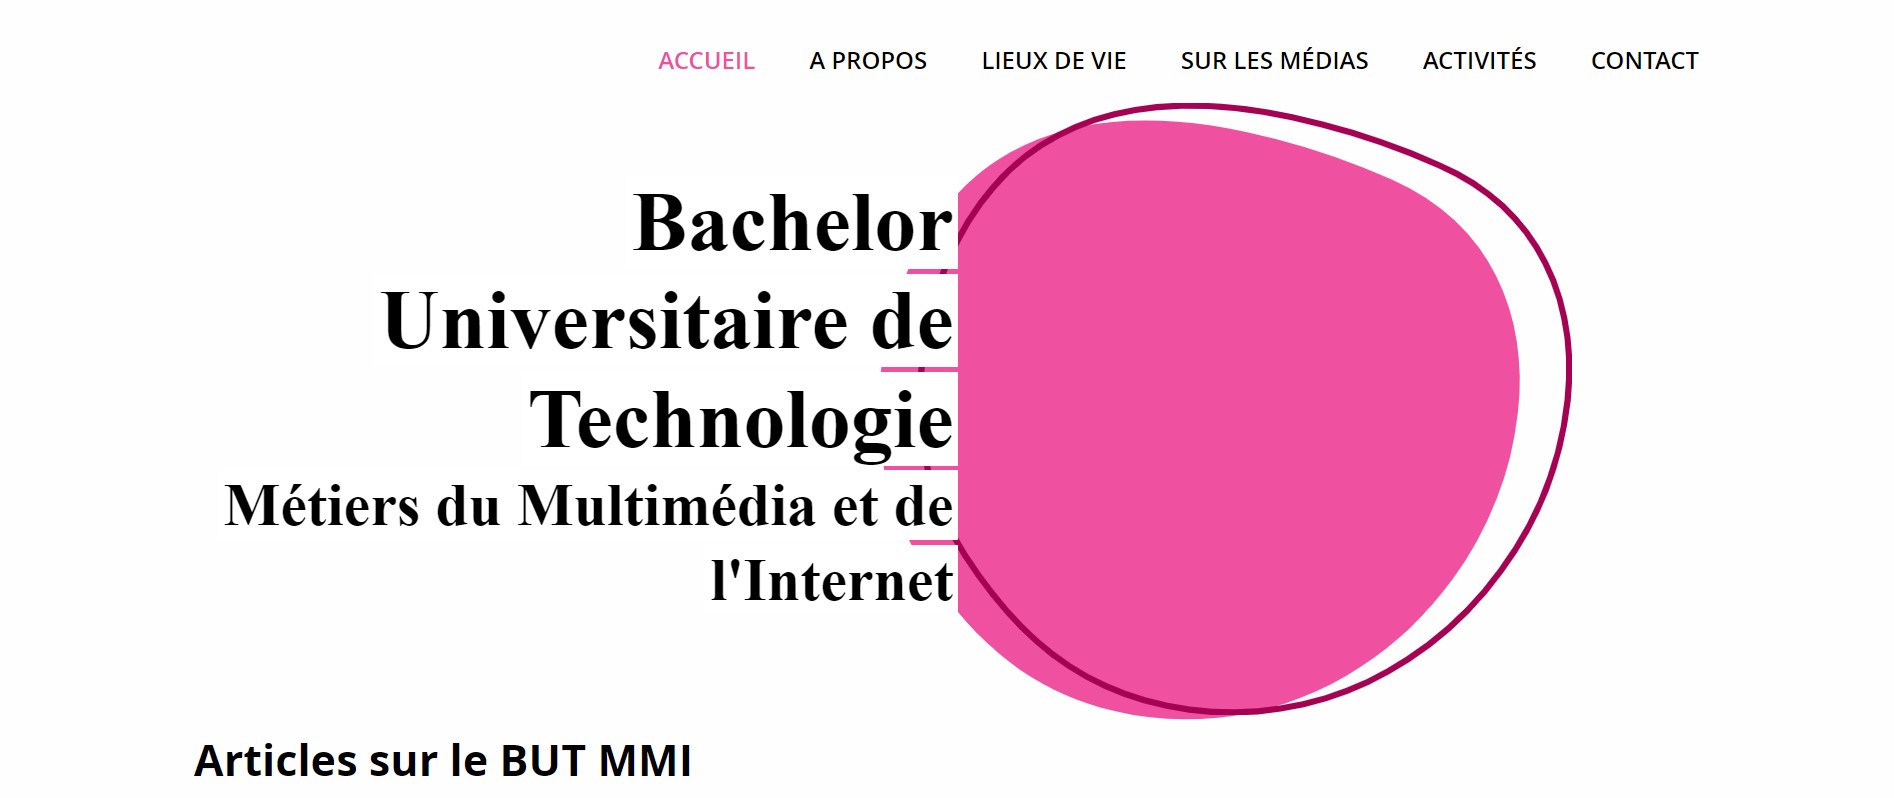 ACCUEIL A PROPOS LIEUX DE VIE SUR LES MÉDIAS ACTIVITÉS CONTACT
Bachelor
Universitaire de
Technologie
Métiers du Multimédia et de
l'Internet
Articles sur le BUT MMI